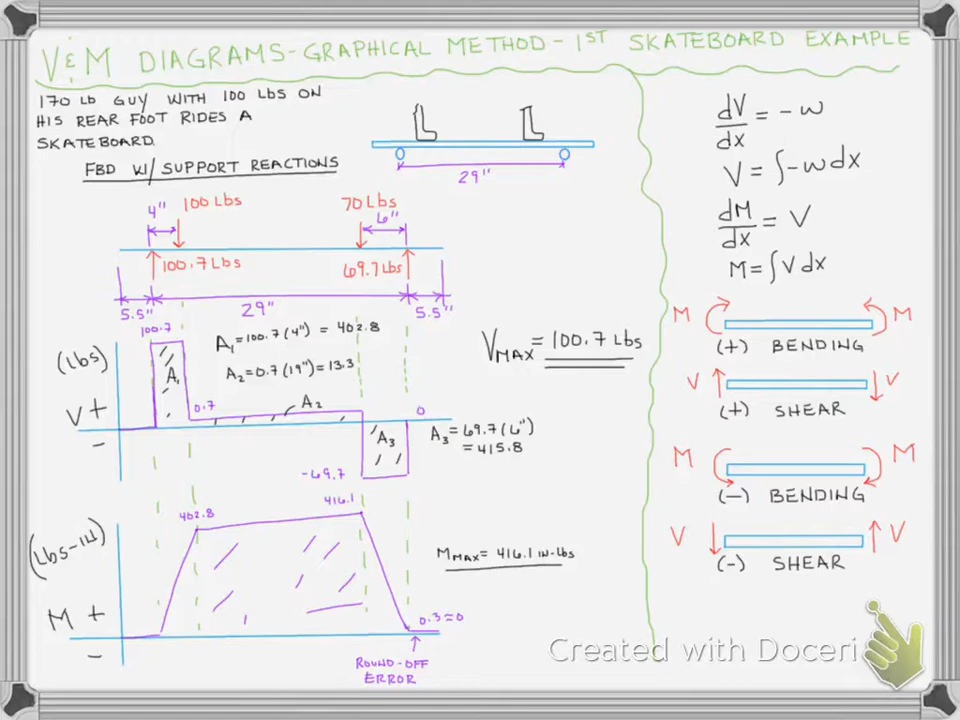 V & M DIAGRAMS-GRAPHICAL METHOD - 1ST SKATEBOARD EXAMPLE
170 Lb GUY WITH 100 LBS ON
HIS REAR FOOT RIDES A
SKATEBOARD.
29"
FBD W/ SUPPORT REACTIONS
4" 100 Lbs 70 Lbs 6"
100.7 Lbs 69.7 Lbs
5.5" 29" 5.5"
(Lbs)
V + −
100.7
A1
A1 = 100.7 (4") = 402.8
A2 = 0.7 (19") = 13.3
0.7 A2 0
A3
A3 = 69.7 (6")
= 415.8
-69.7
VMAX = 100.7 Lbs
(Lbs-IN)
M + −
402.8 416.1
MMAX = 416.1 IN-Lbs
0.3 ≈ 0
ROUND-OFF
ERROR
dV/dx = - w
V = ∫-w dx
dM/dx = V
M = ∫V dx
M M
(+) BENDING
V V
(+) SHEAR
M M
(-) BENDING
V V
(-) SHEAR
Created with Doceri